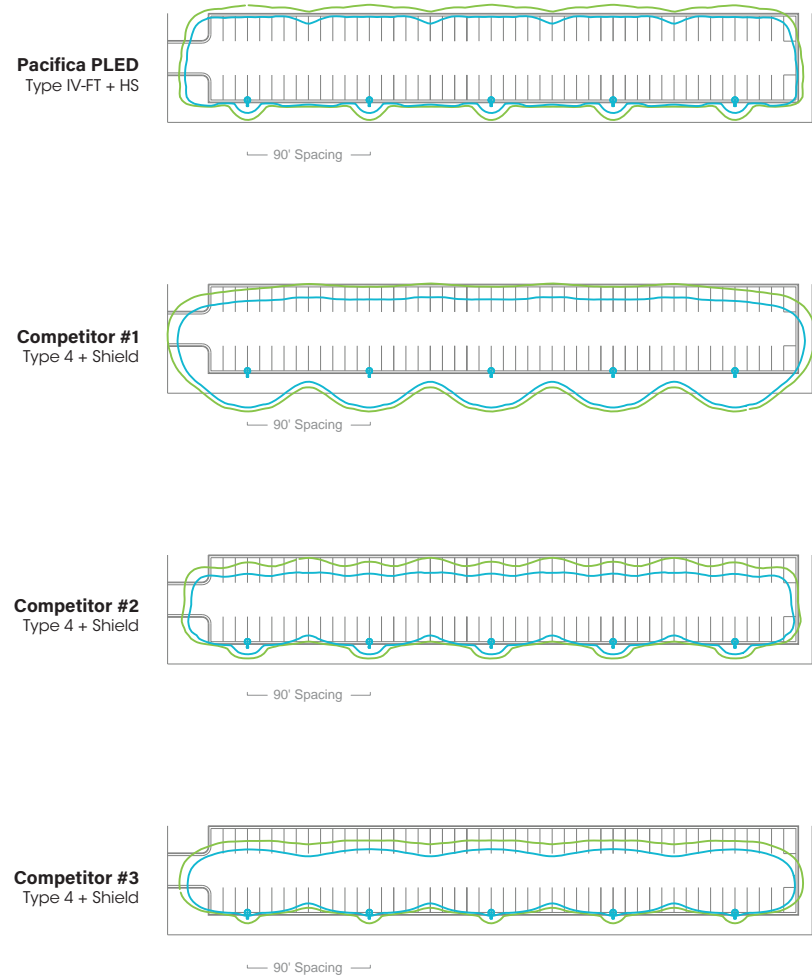 Pacifica PLED
Type IV-FT + HS
90' Spacing
Competitor #1
Type 4 + Shield
90' Spacing
Competitor #2
Type 4 + Shield
90' Spacing
Competitor #3
Type 4 + Shield
90' Spacing